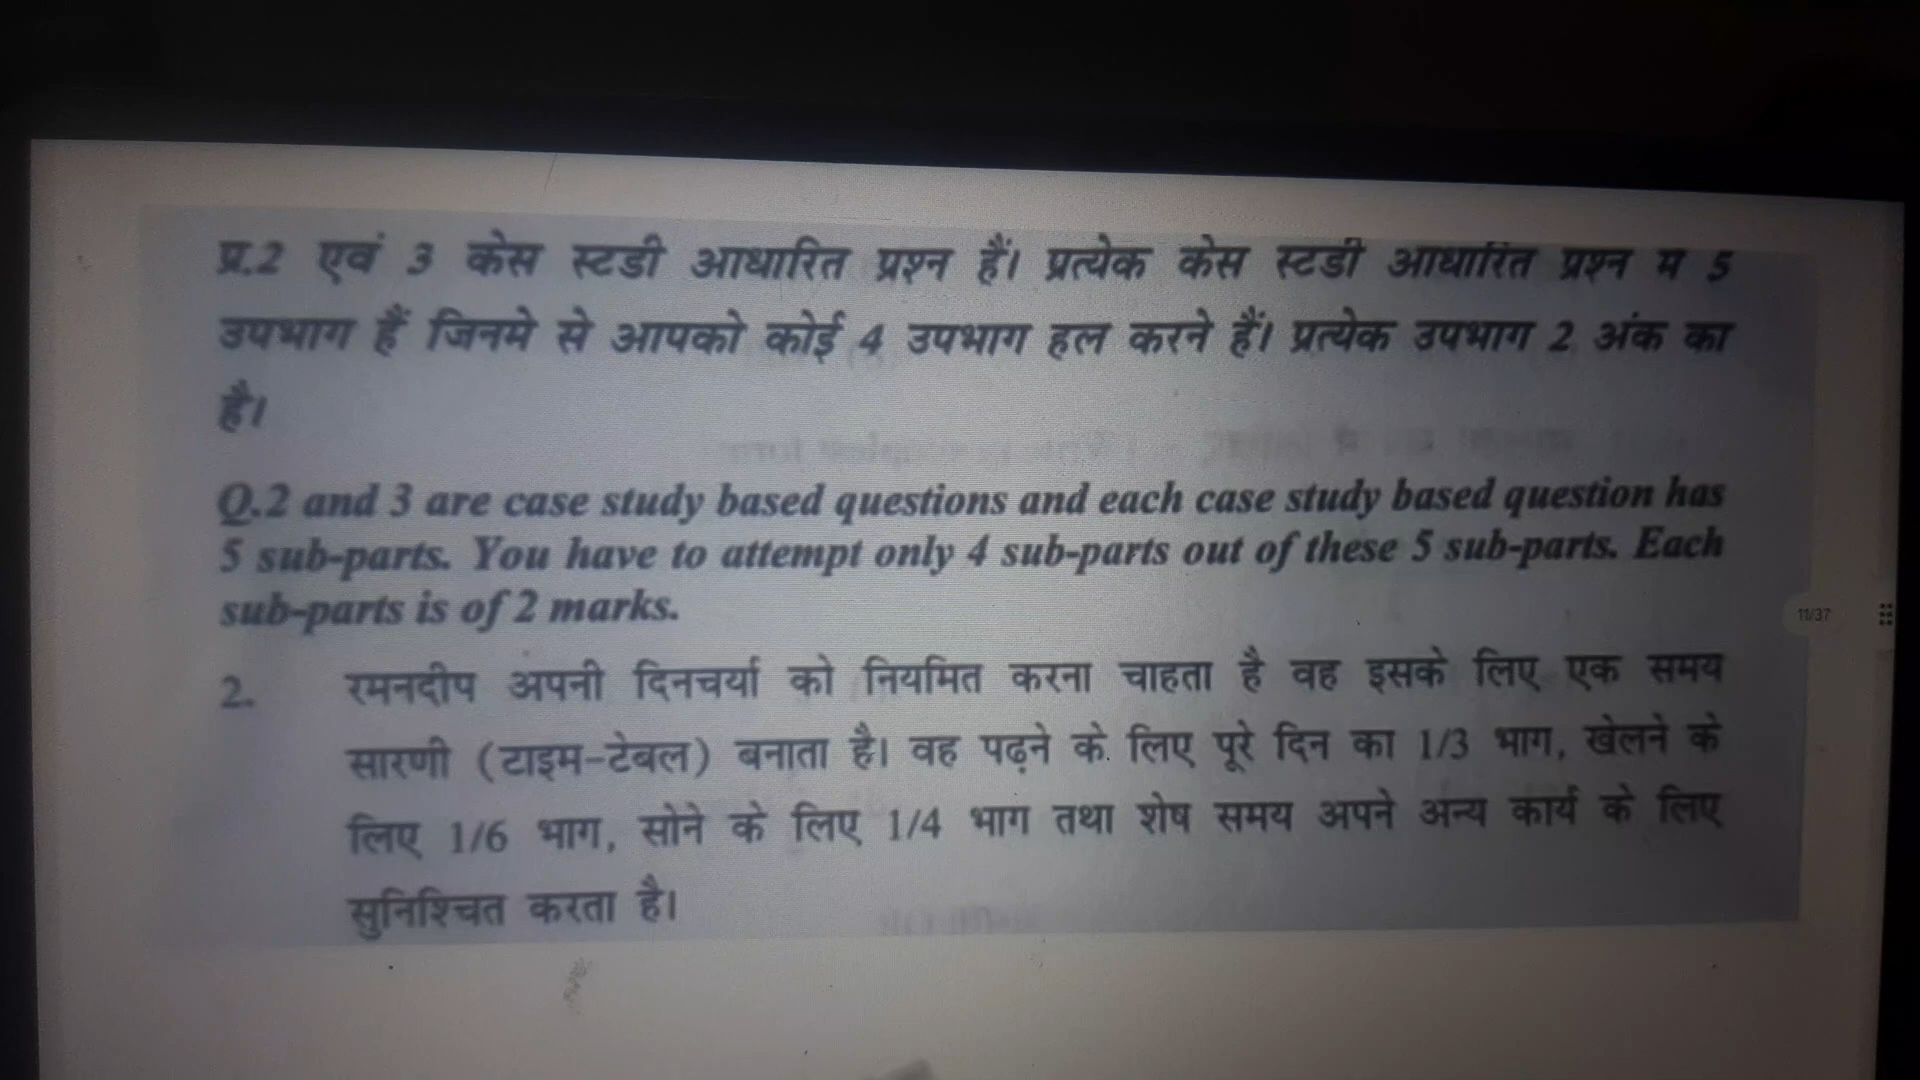 प्र.2 एवं 3 केस स्टडी आधारित प्रश्न हैं। प्रत्येक केस स्टडी आधारित प्रश्न म 5
उपभाग हैं जिनमे से आपको कोई 4 उपभाग हल करने हैं। प्रत्येक उपभाग 2 अंक का
है।
Q.2 and 3 are case study based questions and each case study based question has
5 sub-parts. You have to attempt only 4 sub-parts out of these 5 sub-parts. Each
sub-parts is of 2 marks.
11/37
2. रमनदीप अपनी दिनचर्या को नियमित करना चाहता है वह इसके लिए एक समय
सारणी (टाइम-टेबल) बनाता है। वह पढ़ने के लिए पूरे दिन का 1/3 भाग, खेलने के
लिए 1/6 भाग, सोने के लिए 1/4 भाग तथा शेष समय अपने अन्य कार्य के लिए
सुनिश्चित करता है।